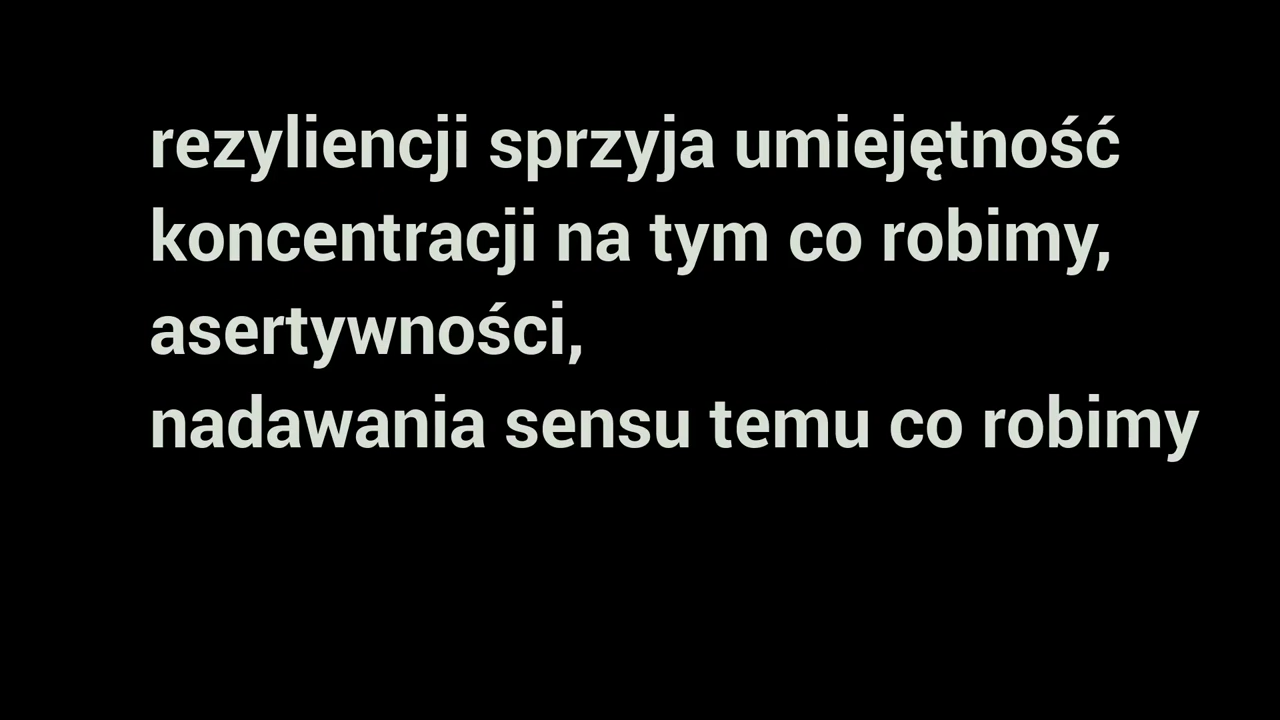 rezyliencji sprzyja umiejętność
koncentracji na tym co robimy,
asertywności,
nadawania sensu temu co robimy